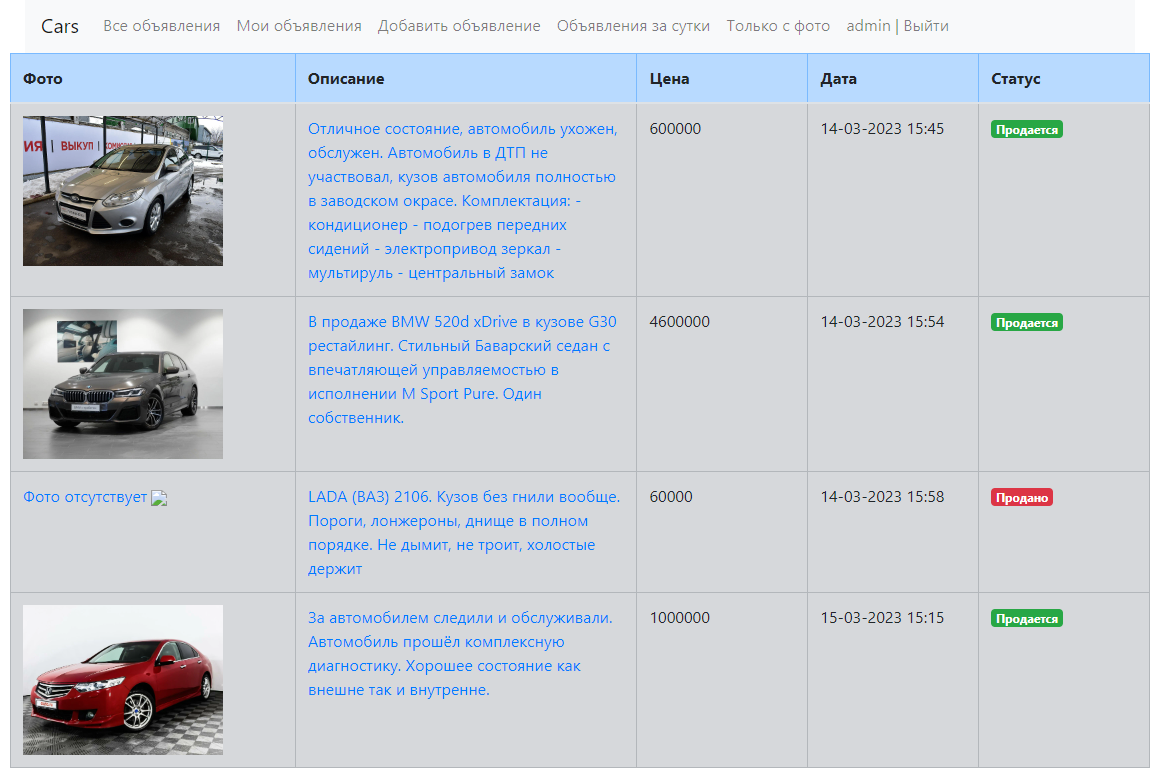 Cars Все объявления Мои объявления Добавить объявление Объявления за сутки Только с фото admin | Выйти
Фото Описание Цена Дата Статус
ИЯ | ВЫКУП |
Отличное состояние, автомобиль ухожен, 600000 14-03-2023 15:45 Продается
обслужен. Автомобиль в ДТП не
участвовал, кузов автомобиля полностью
в заводском окрасе. Комплектация: -
кондиционер - подогрев передних
сидений - электропривод зеркал -
мультируль - центральный замок
В продаже BMW 520d xDrive в кузове G30 4600000 14-03-2023 15:54 Продается
рестайлинг. Стильный Баварский седан с
впечатляющей управляемостью в
исполнении M Sport Pure. Один
собственник.
Фото отсутствует LADA (ВАЗ) 2106. Кузов без гнили вообще. 60000 14-03-2023 15:58 Продано
Пороги, лонжероны, днище в полном
порядке. Не дымит, не троит, холостые
держит
За автомобилем следили и обслуживали. 1000000 15-03-2023 15:15 Продается
Автомобиль прошёл комплексную
диагностику. Хорошее состояние как
внешне так и внутренне.